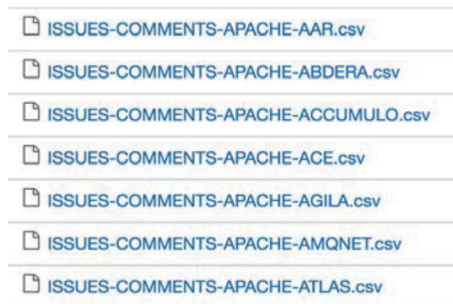 ISSUES-COMMENTS-APACHE-AAR.csv
ISSUES-COMMENTS-APACHE-ABDERA.csv
ISSUES-COMMENTS-APACHE-ACCUMULO.csv
ISSUES-COMMENTS-APACHE-ACE.csv
ISSUES-COMMENTS-APACHE-AGILA.csv
ISSUES-COMMENTS-APACHE-AMQNET.csv
ISSUES-COMMENTS-APACHE-ATLAS.csv